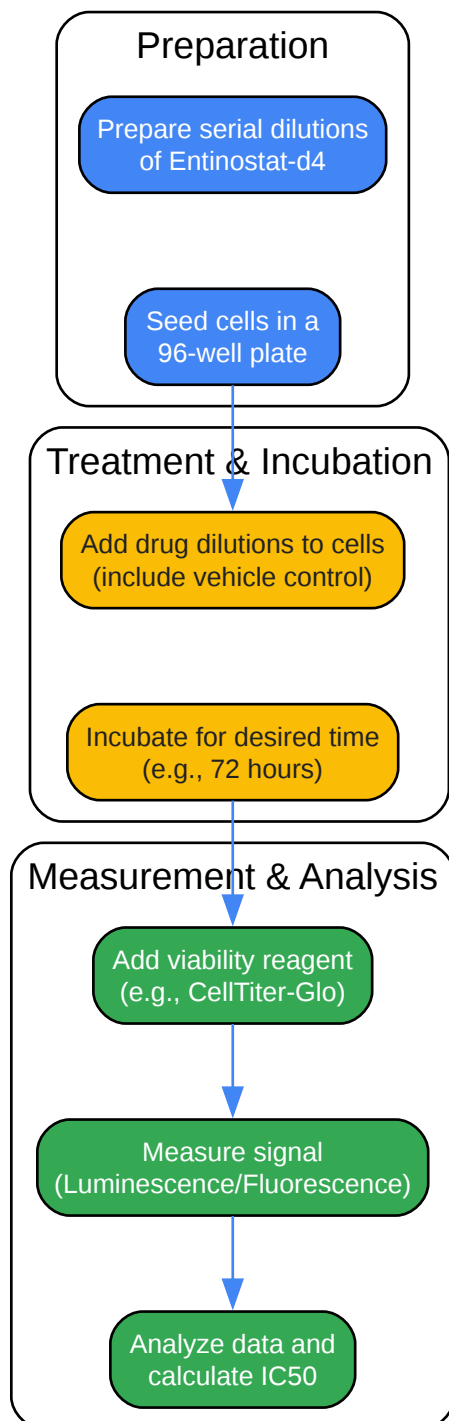 Preparation
Prepare serial dilutions
of Entinostat-d4
Seed cells in a
96-well plate
Treatment & Incubation
Add drug dilutions to cells
(include vehicle control)
Incubate for desired time
(e.g., 72 hours)
Measurement & Analysis
Add viability reagent
(e.g., CellTiter-Glo)
Measure signal
(Luminescence/Fluorescence)
Analyze data and
calculate IC50